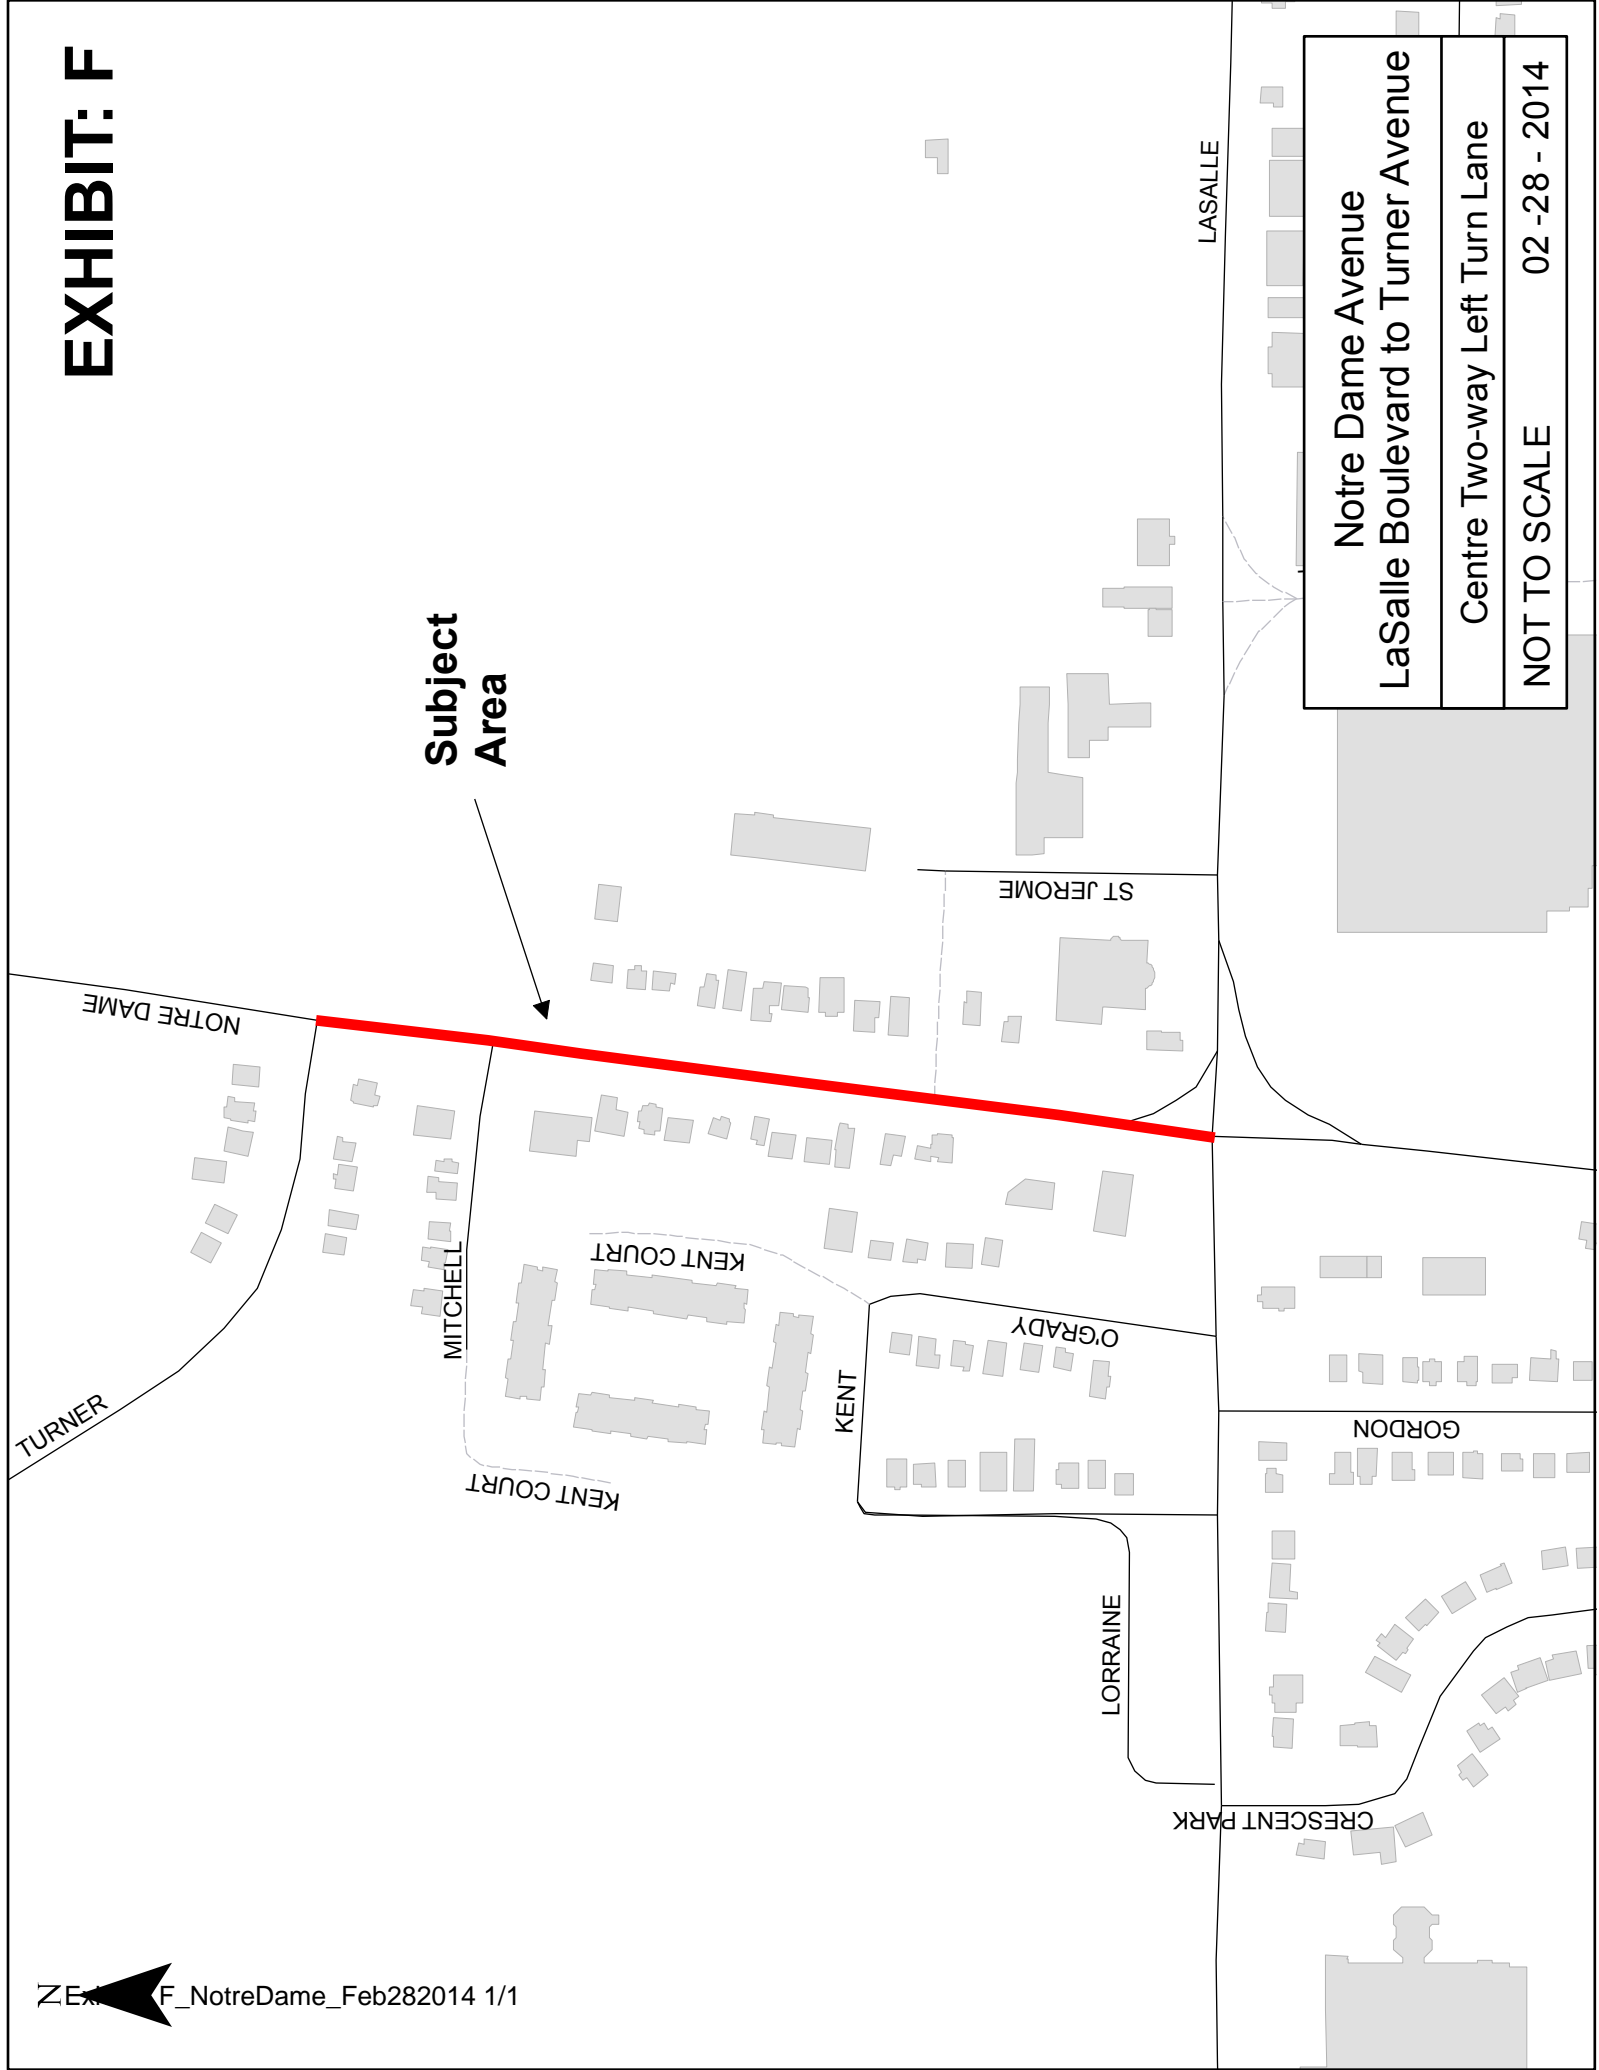 EXHIBIT: F
Subject
Area
NOTRE DAME
TURNER
MITCHELL
KENT COURT
KENT COURT
KENT
O'GRADY
ST JEROME
LASALLE
GORDON
LORRAINE
CRESCENT PARK
Notre Dame Avenue
LaSalle Boulevard to Turner Avenue
Centre Two-way Left Turn Lane
NOT TO SCALE 02 -28 - 2014
N
F_NotreDame_Feb282014 1/1